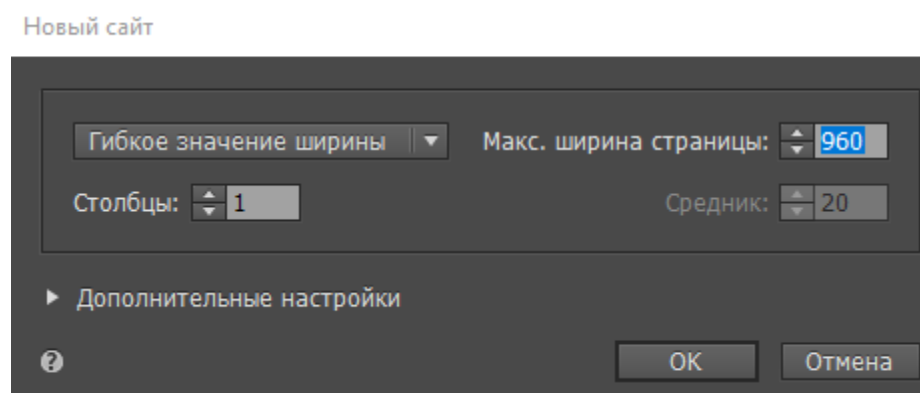 Новый сайт
Гибкое значение ширины Макс. ширина страницы: 960
Столбцы: 1 Средник: 20
Дополнительные настройки
? OK Отмена